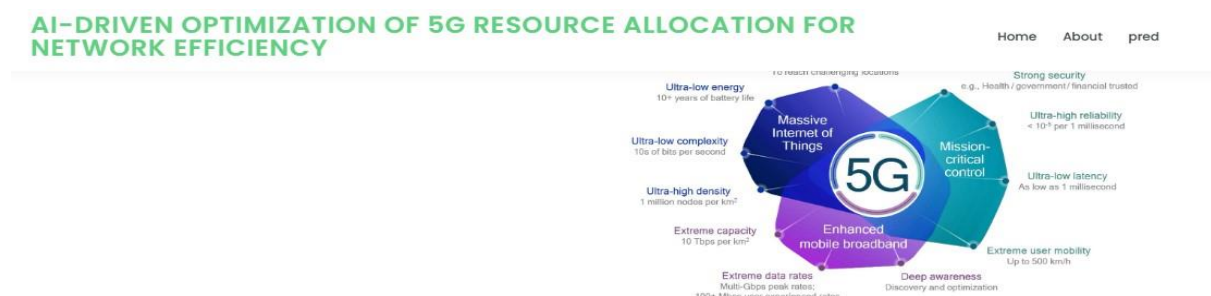 AI-DRIVEN OPTIMIZATION OF 5G RESOURCE ALLOCATION FOR
NETWORK EFFICIENCY
Home About pred
To reach challenging locations
Strong security
e.g., Health / government / financial trusted
Ultra-low energy
10+ years of battery life
Ultra-high reliability
< 10⁻⁵ per 1 millisecond
Massive
Internet of
Things
Ultra-low complexity
10s of bits per second
5G
Mission-
critical
control
Ultra-low latency
As low as 1 millisecond
Ultra-high density
1 million nodes per km²
Extreme capacity
10 Tbps per km²
Enhanced
mobile broadband
Extreme user mobility
Up to 500 km/h
Extreme data rates
Multi-Gbps peak rates;
100+ Mbps user experienced rates
Deep awareness
Discovery and optimization